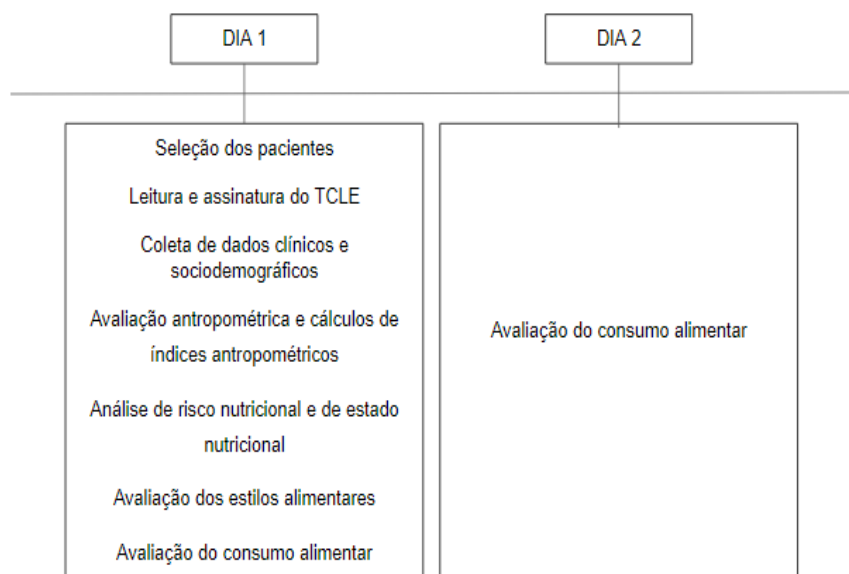 DIA 1
DIA 2
Seleção dos pacientes
Leitura e assinatura do TCLE
Coleta de dados clínicos e
sociodemográficos
Avaliação antropométrica e cálculos de
índices antropométricos
Análise de risco nutricional e de estado
nutricional
Avaliação dos estilos alimentares
Avaliação do consumo alimentar
Avaliação do consumo alimentar